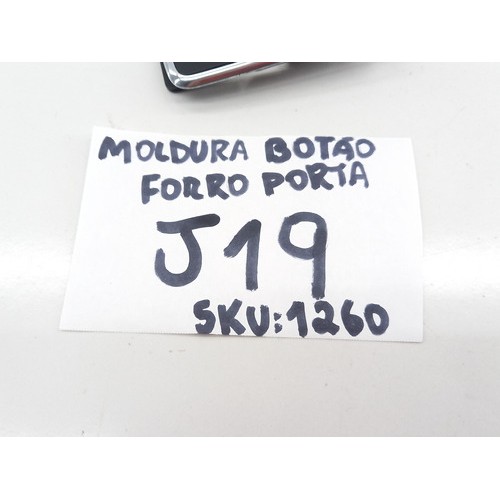 MOLDURA BOTÃO
FORRO PORTA
J19
SKU:1260